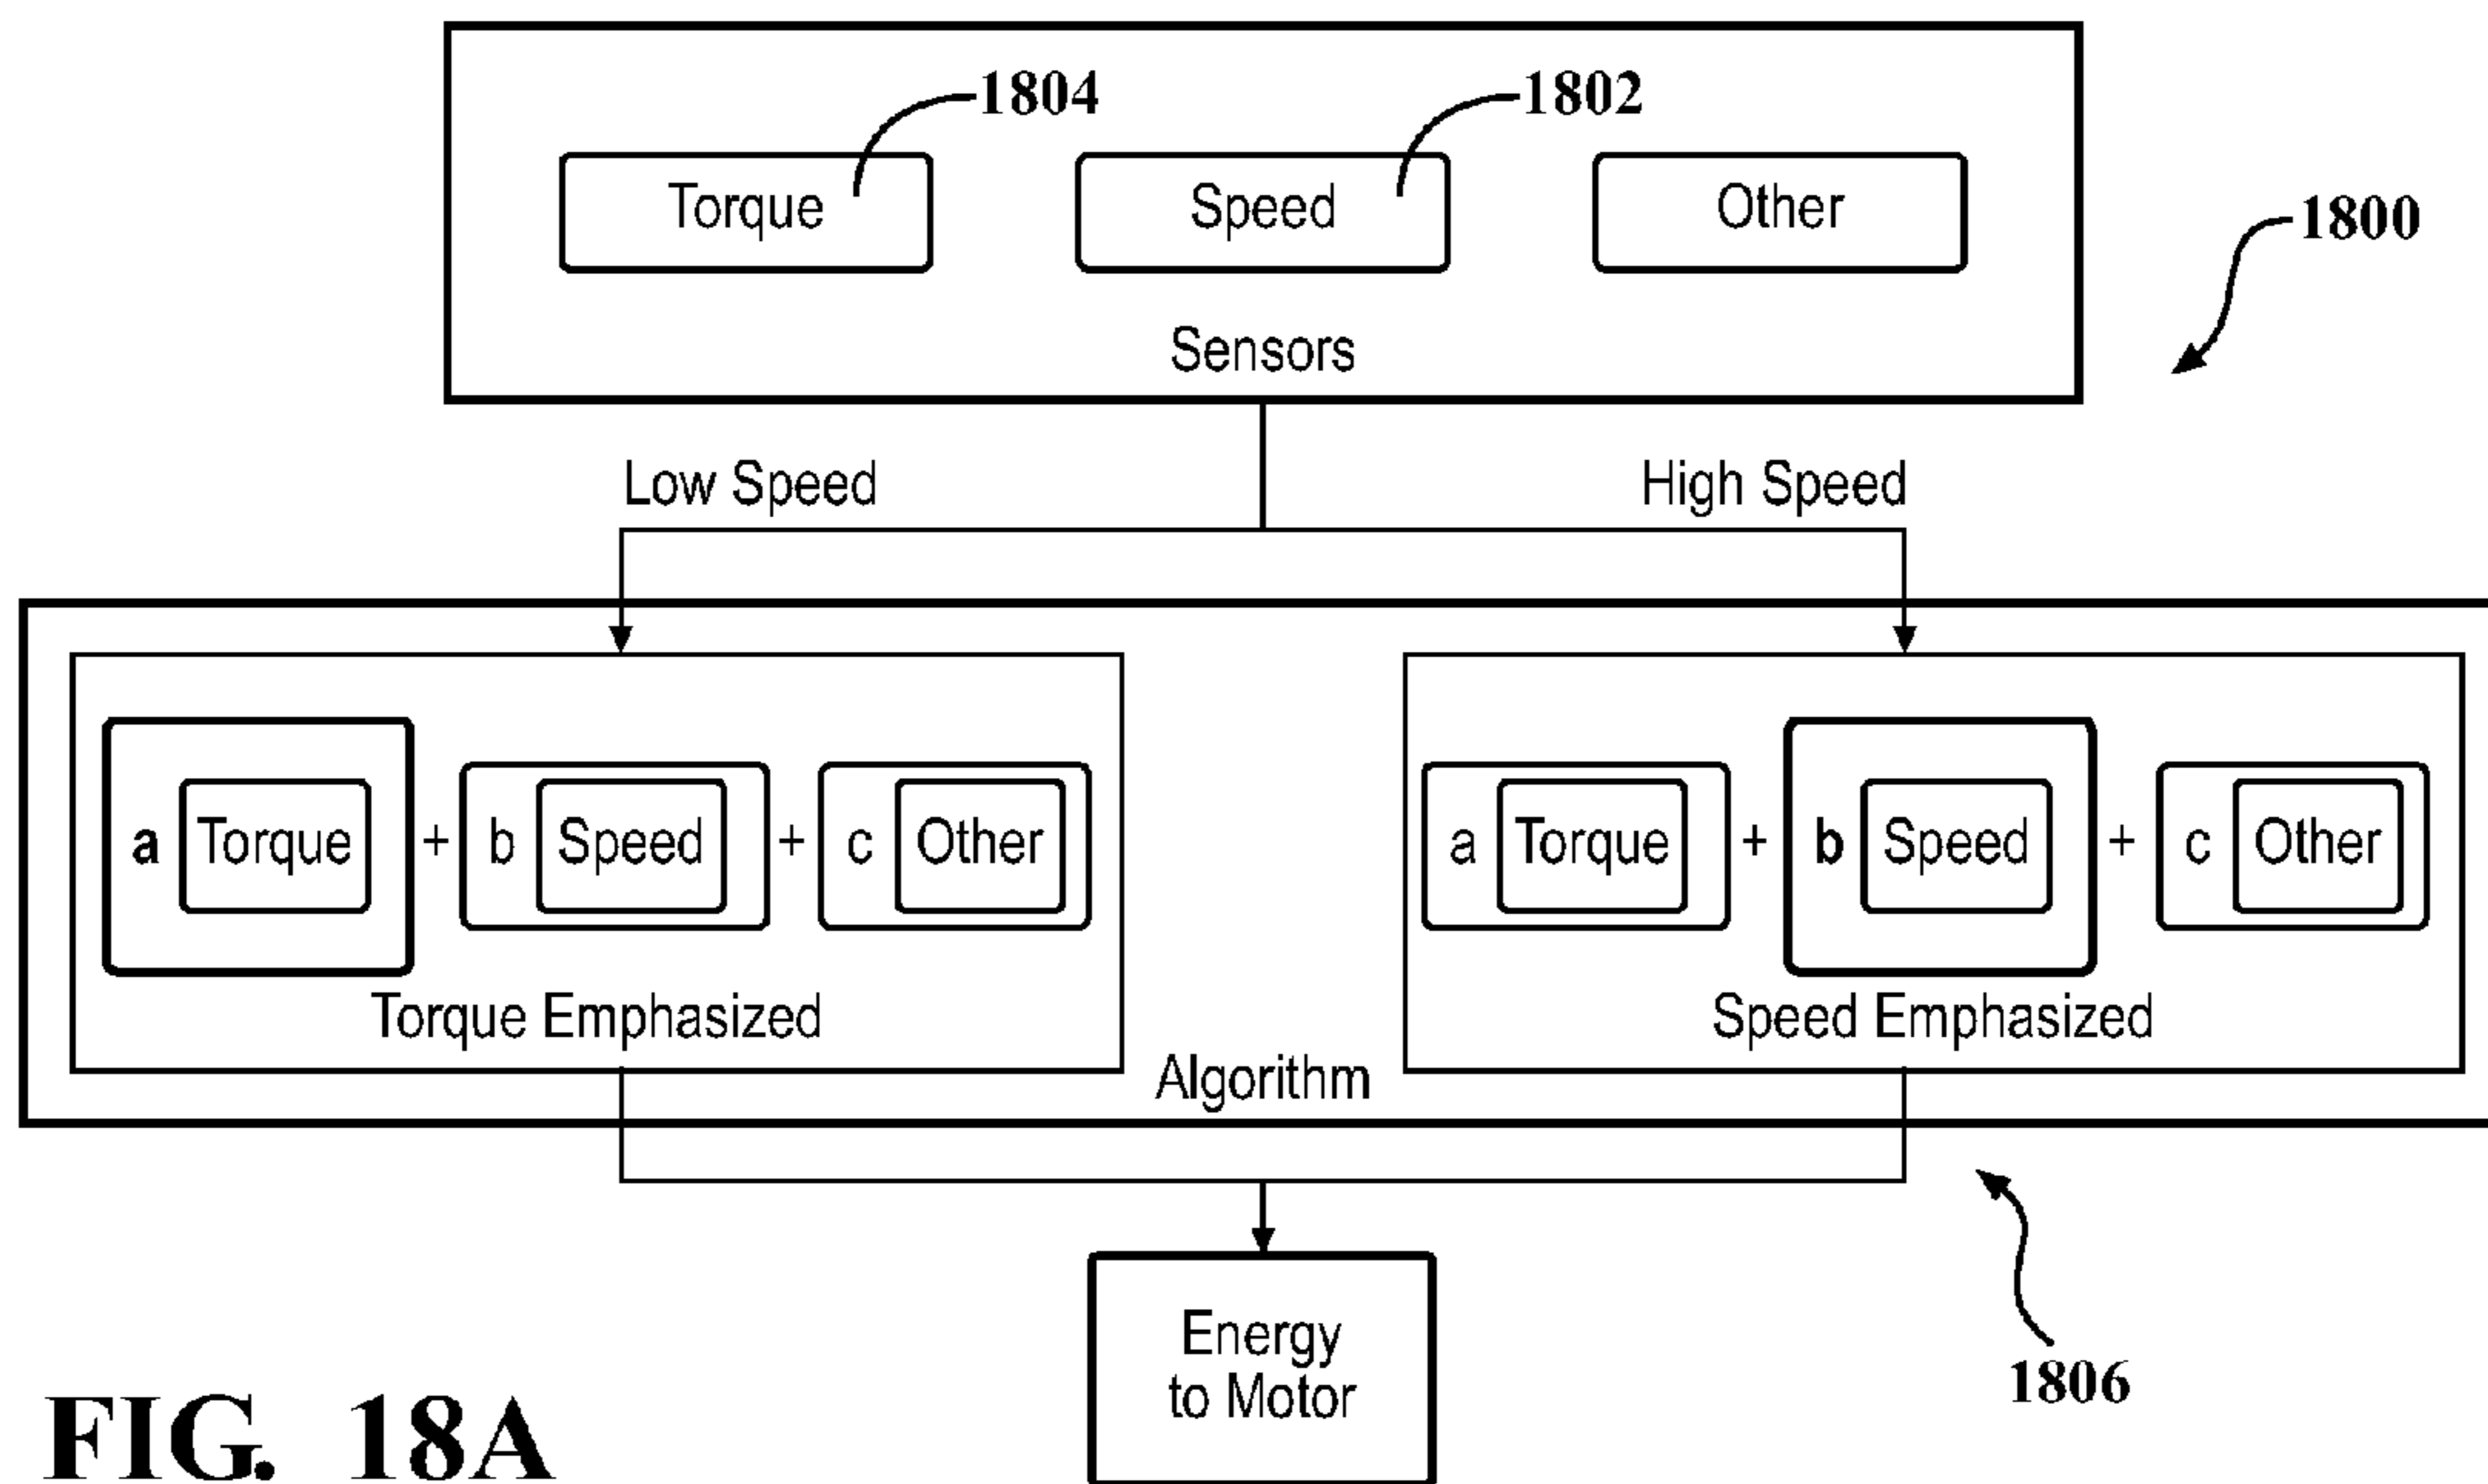 1804
1802
Torque
Speed
Other
1800
Sensors
Low Speed
High Speed
a Torque + b Speed + c Other
a Torque + b Speed + c Other
Torque Emphasized
Speed Emphasized
Algorithm
Energy
to Motor
1806
FIG. 18A